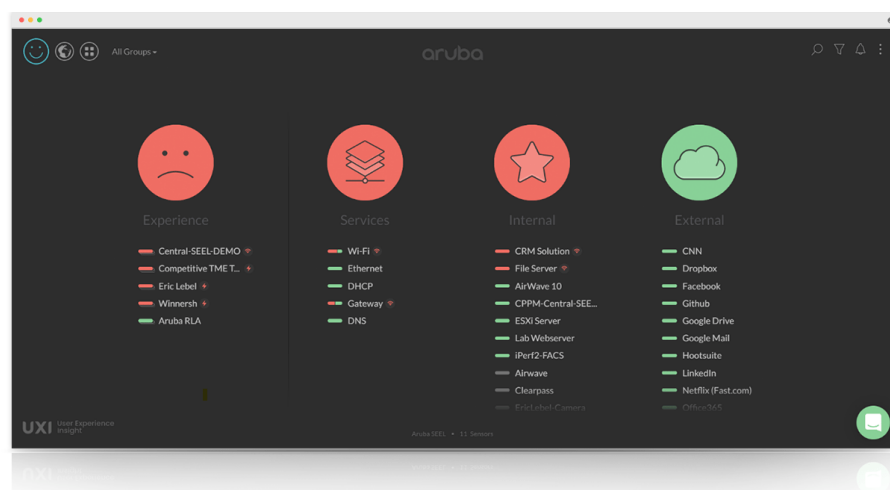 All Groups
aruba
Experience
Central-SEEL-DEMO
Competitive TME T...
Eric Lebel
Winnersh
Aruba RLA
Services
Wi-Fi
Ethernet
DHCP
Gateway
DNS
Internal
CRM Solution
File Server
AirWave 10
CPPM-Central-SEE...
ESXi Server
Lab Webserver
iPerf2-FACS
Airwave
Clearpass
EricLebel-Camera
External
CNN
Dropbox
Facebook
Github
Google Drive
Google Mail
Hootsuite
LinkedIn
Netflix (Fast.com)
Office365
UXI User Experience
Insight
Aruba SEEL • 11 Sensors